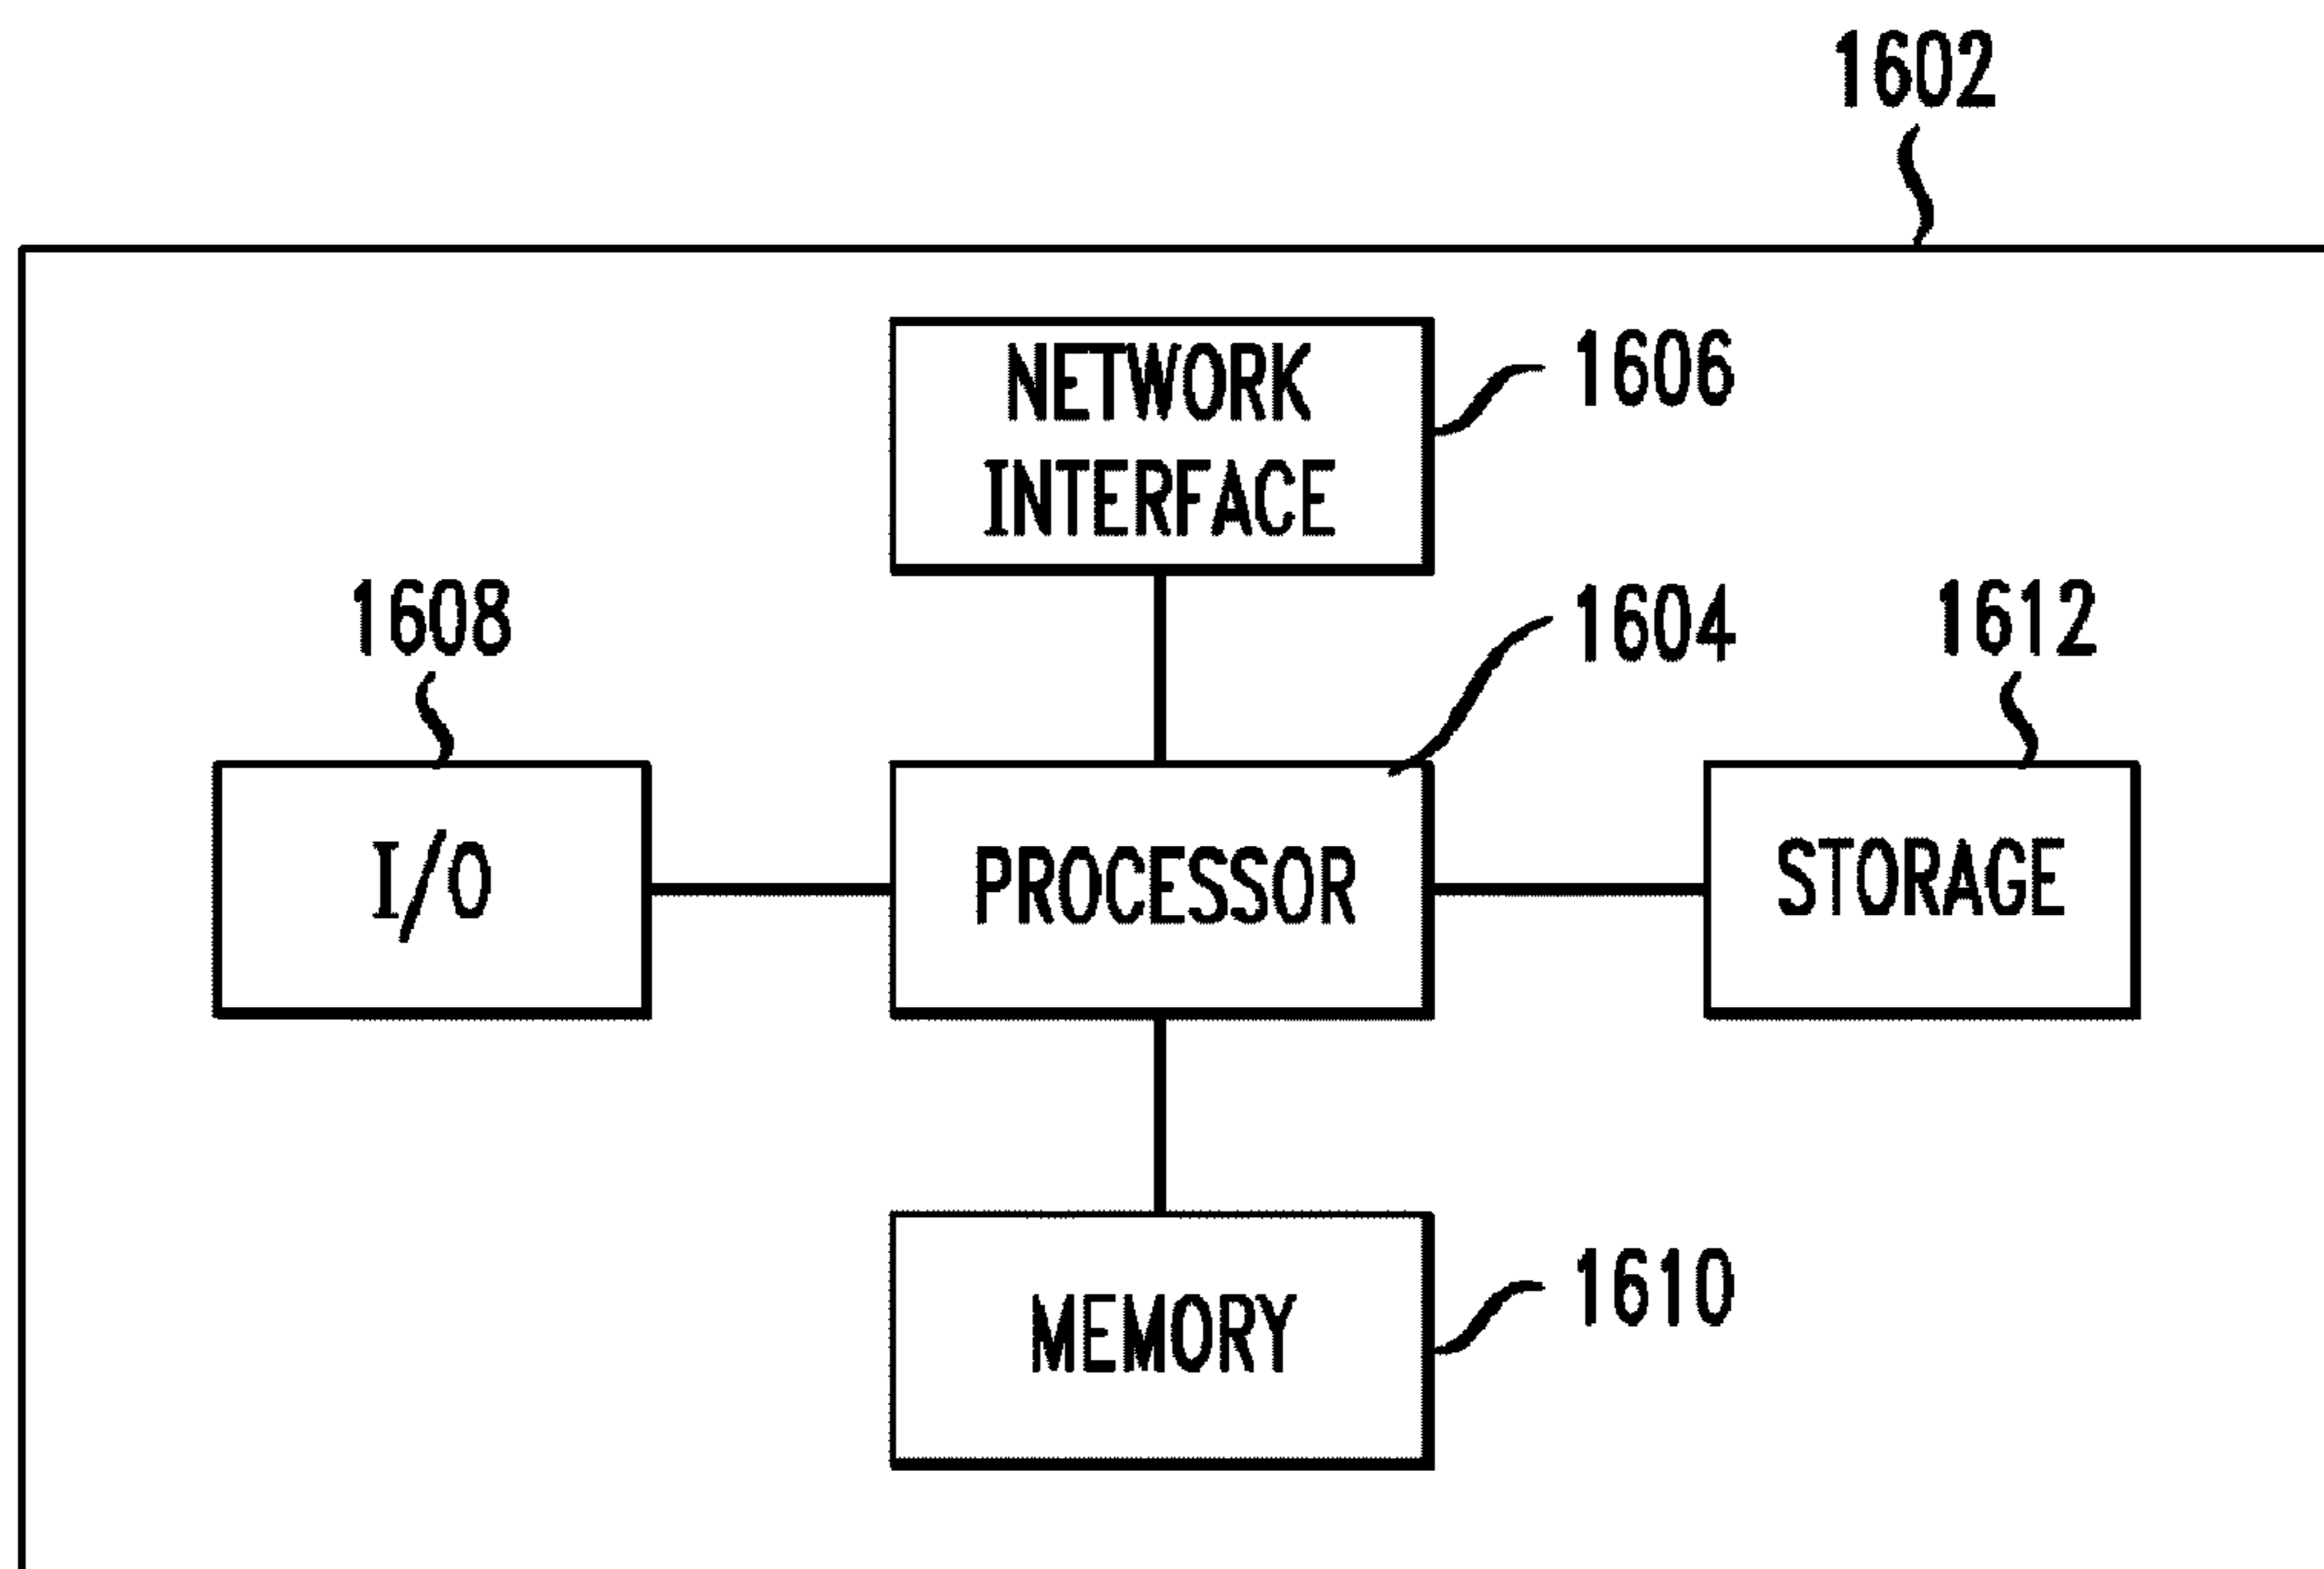 1602
NETWORK
INTERFACE
1606
1608
1604
1612
I/O
PROCESSOR
STORAGE
MEMORY
1610